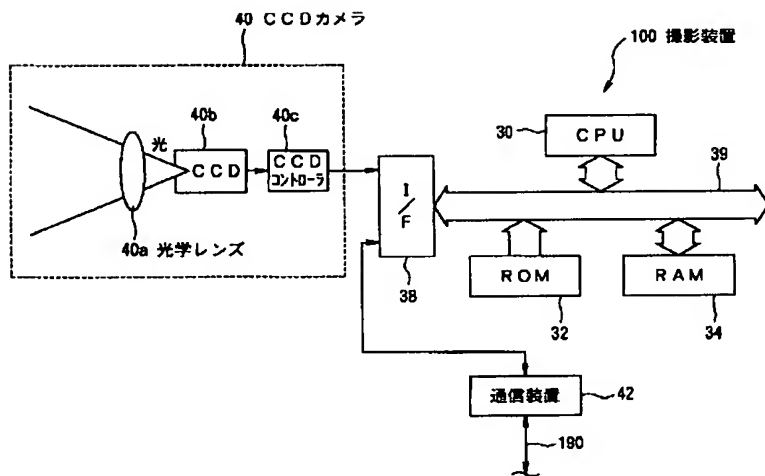 40 CCDカメラ
100 撮影装置
40b
40c
30
CPU
39
光
CCD
CCD
コントローラ
I
/
F
40a 光学レンズ
38
ROM
RAM
32
34
通信装置
42
190